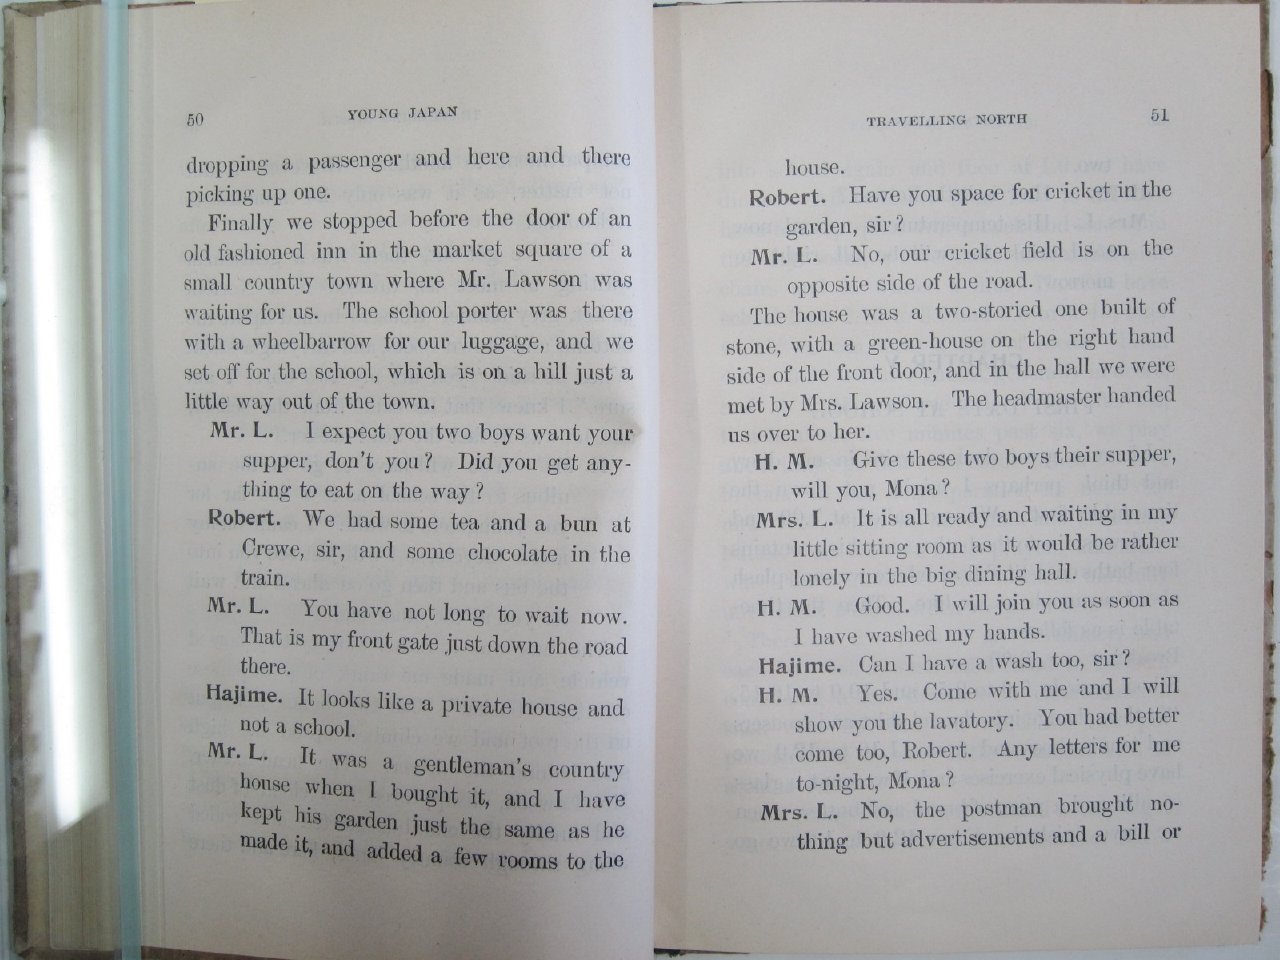 50 YOUNG JAPAN
dropping a passenger and here and there
picking up one.
Finally we stopped before the door of an
old fashioned inn in the market square of a
small country town where Mr. Lawson was
waiting for us. The school porter was there
with a wheelbarrow for our luggage, and we
set off for the school, which is on a hill just a
little way out of the town.
Mr. L. I expect you two boys want your
supper, don't you? Did you get any-
thing to eat on the way?
Robert. We had some tea and a bun at
Crewe, sir, and some chocolate in the
train.
Mr. L. You have not long to wait now.
That is my front gate just down the road
there.
Hajime. It looks like a private house and
not a school.
Mr. L. It was a gentleman's country
house when I bought it, and I have
kept his garden just the same as he
made it, and added a few rooms to the
TRAVELLING NORTH 51
house.
Robert. Have you space for cricket in the
garden, sir?
Mr. L. No, our cricket field is on the
opposite side of the road.
The house was a two-storied one built of
stone, with a green-house on the right hand
side of the front door, and in the hall we were
met by Mrs. Lawson. The headmaster handed
us over to her.
H. M. Give these two boys their supper,
will you, Mona?
Mrs. L. It is all ready and waiting in my
little sitting room as it would be rather
lonely in the big dining hall.
H. M. Good. I will join you as soon as
I have washed my hands.
Hajime. Can I have a wash too, sir?
H. M. Yes. Come with me and I will
show you the lavatory. You had better
come too, Robert. Any letters for me
to-night, Mona?
Mrs. L. No, the postman brought no-
thing but advertisements and a bill or